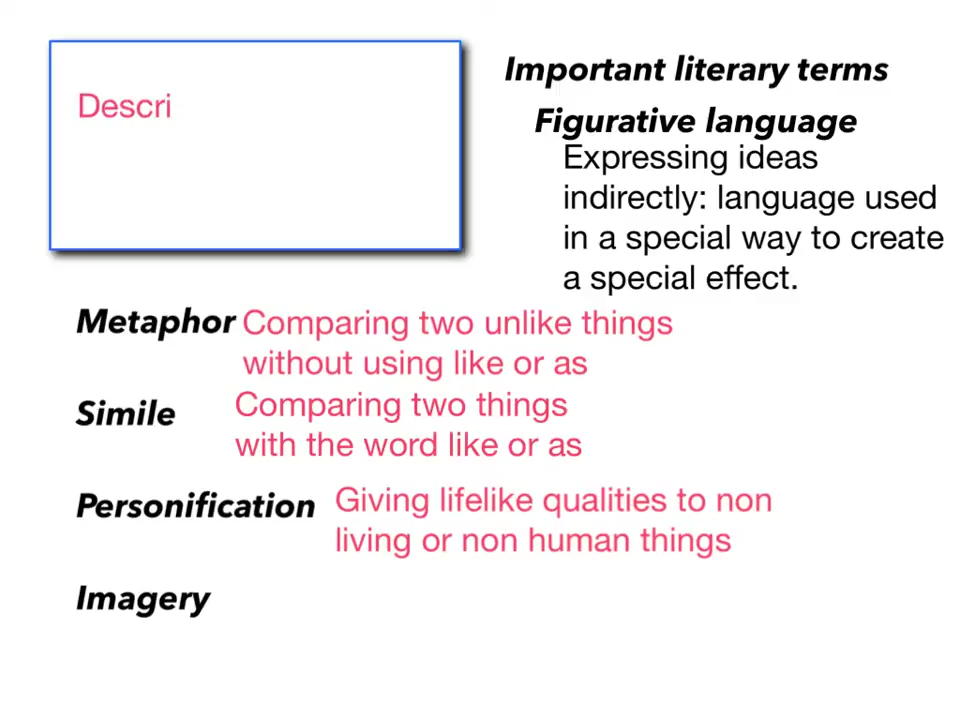 Descri
Important literary terms
Figurative language
Expressing ideas
indirectly: language used
in a special way to create
a special effect.
Metaphor Comparing two unlike things
without using like or as
Simile Comparing two things
with the word like or as
Personification Giving lifelike qualities to non
living or non human things
Imagery